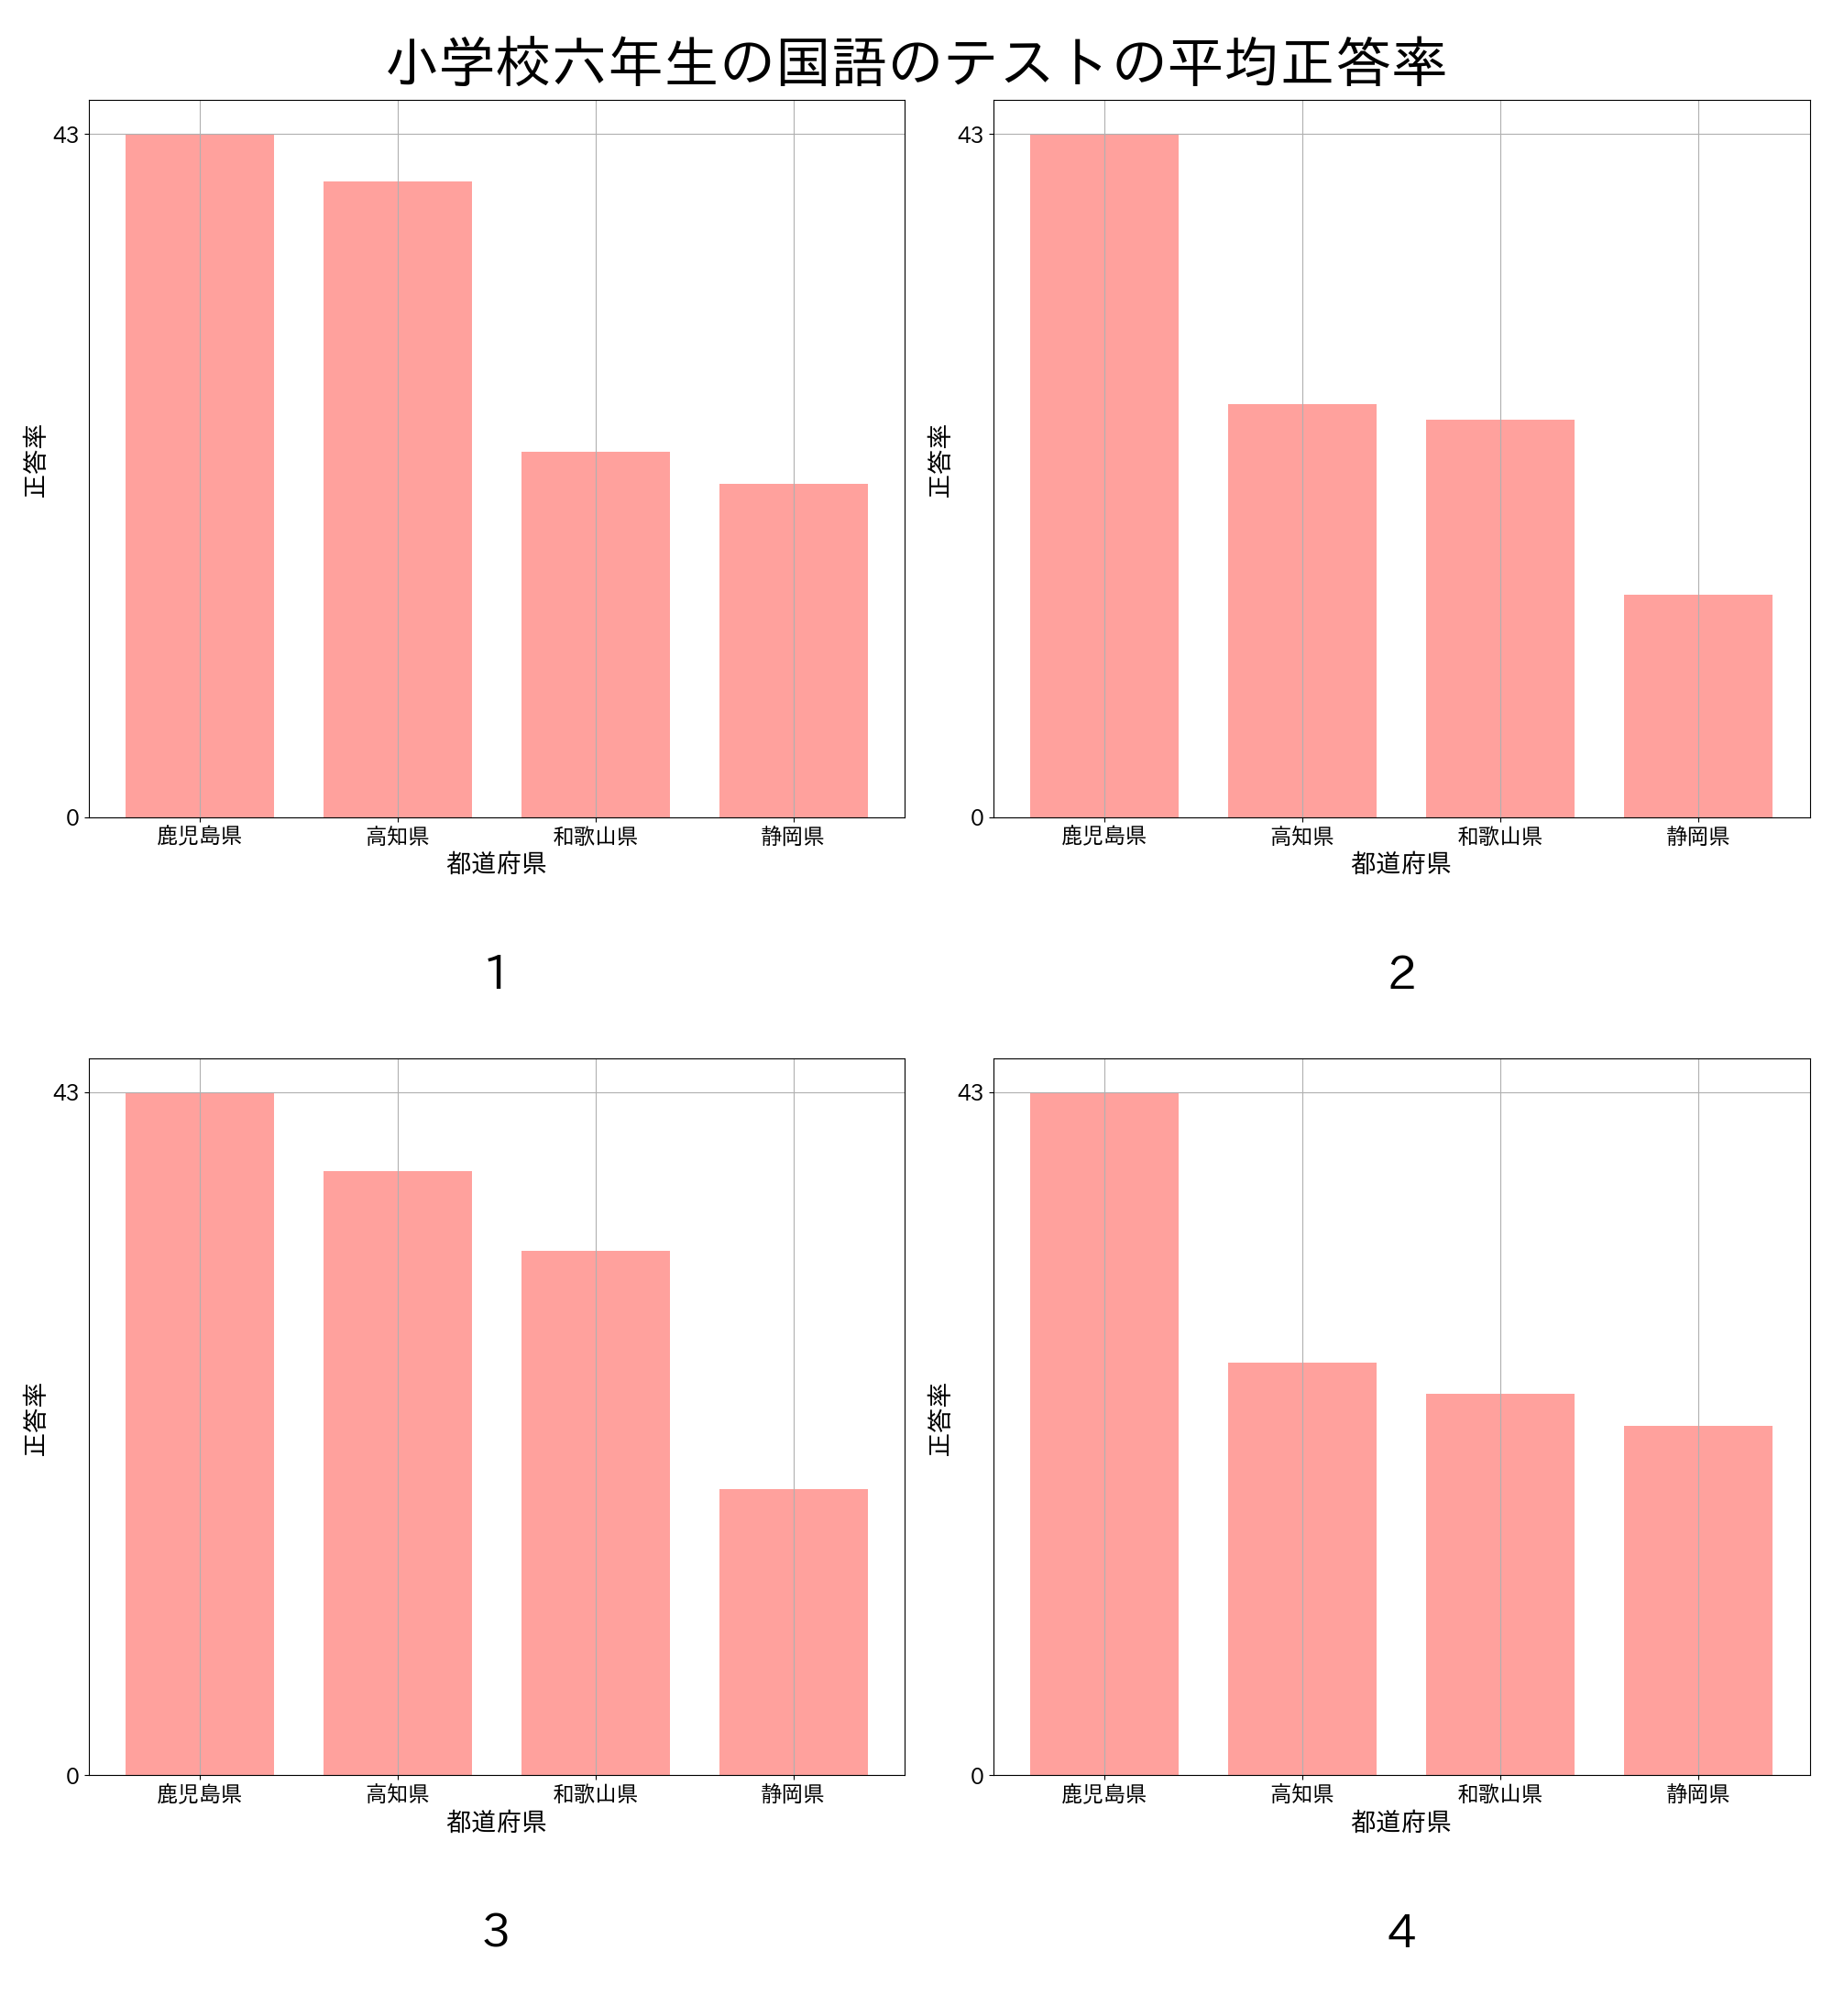 小学校六年生の国語のテストの平均正答率
43
正答率
0
鹿児島県 高知県 和歌山県 静岡県
都道府県
1
43
正答率
0
鹿児島県 高知県 和歌山県 静岡県
都道府県
2
43
正答率
0
鹿児島県 高知県 和歌山県 静岡県
都道府県
3
43
正答率
0
鹿児島県 高知県 和歌山県 静岡県
都道府県
4